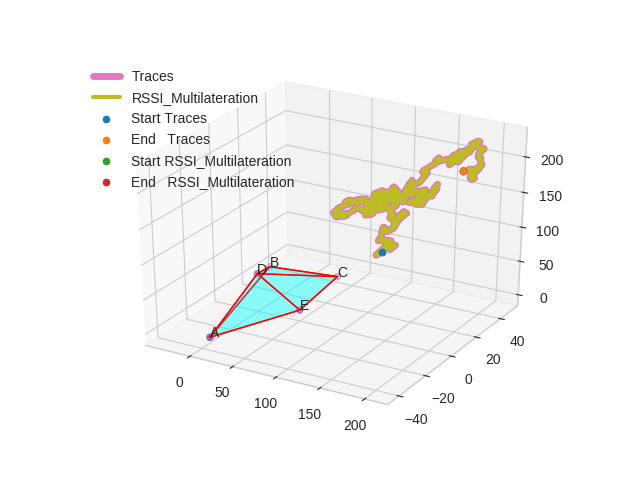 Traces
RSSI_Multilateration
Start Traces
End Traces
Start RSSI_Multilateration
End RSSI_Multilateration
A
B
C
D
E
0
50
100
150
200
−40
−20
0
20
40
0
50
100
150
200